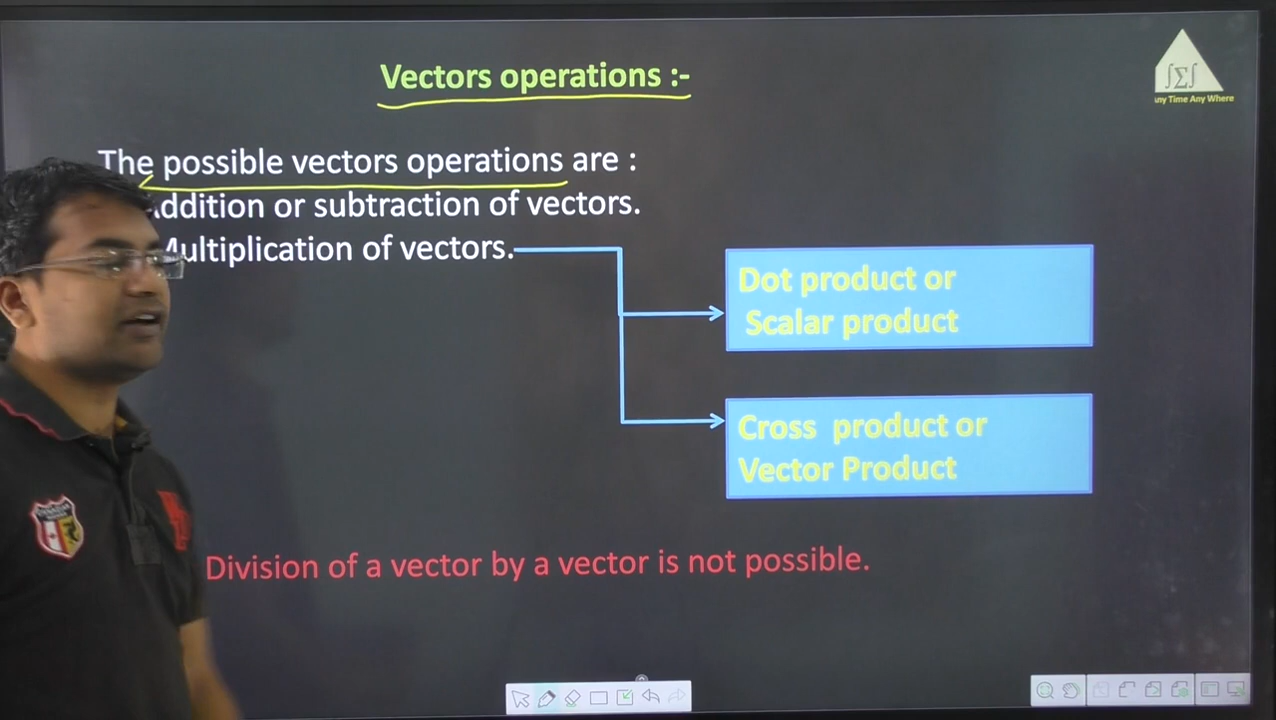 Vectors operations :-
∫∑∫
ny Time Any Where
The possible vectors operations are :
ddition or subtraction of vectors.
Multiplication of vectors.
Dot product or
Scalar product
Cross product or
Vector Product
Division of a vector by a vector is not possible.